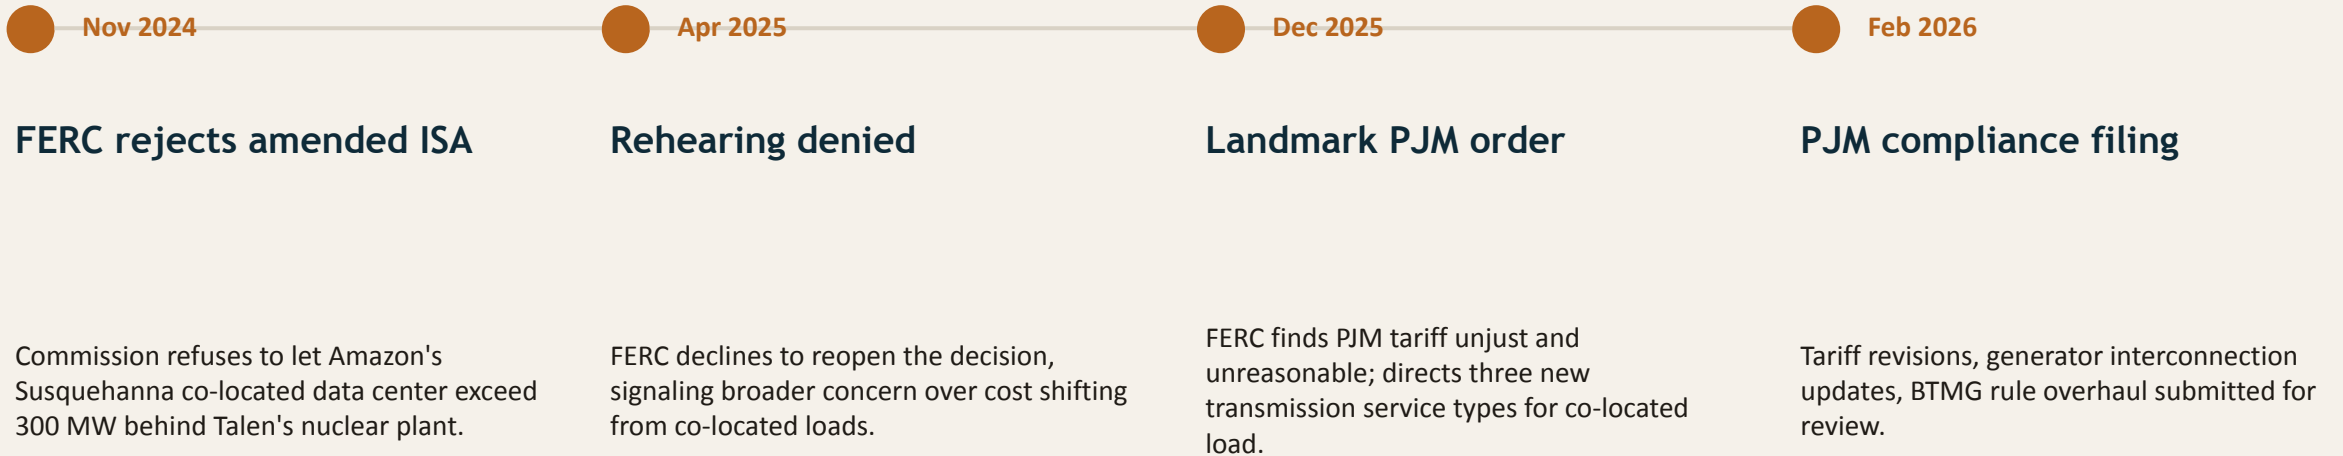 Nov 2024
FERC rejects amended ISA
Commission refuses to let Amazon's
Susquehanna co-located data center exceed
300 MW behind Talen's nuclear plant.
Apr 2025
Rehearing denied
FERC declines to reopen the decision,
signaling broader concern over cost shifting
from co-located loads.
Dec 2025
Landmark PJM order
FERC finds PJM tariff unjust and
unreasonable; directs three new
transmission service types for co-located
load.
Feb 2026
PJM compliance filing
Tariff revisions, generator interconnection
updates, BTMG rule overhaul submitted for
review.